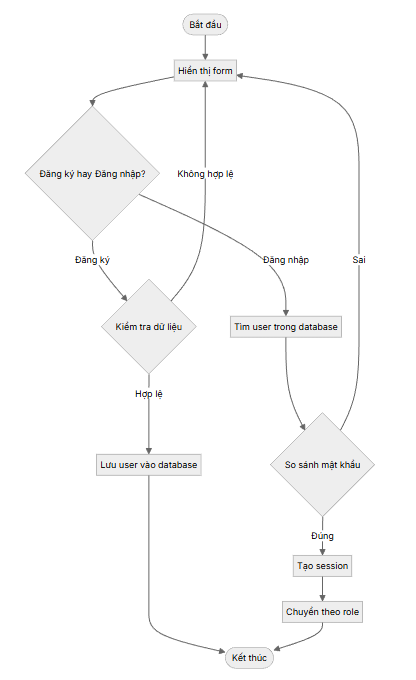 Bắt đầu
Hiển thị form
Đăng ký hay Đăng nhập?
Không hợp lệ
Đăng ký
Đăng nhập
Sai
Kiểm tra dữ liệu
Tìm user trong database
Hợp lệ
Lưu user vào database
So sánh mật khẩu
Đúng
Tạo session
Chuyển theo role
Kết thúc